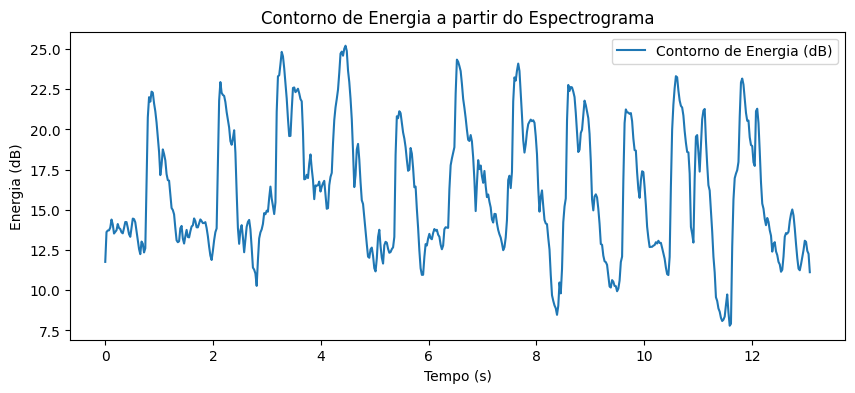 Contorno de Energia a partir do Espectrograma
Contorno de Energia (dB)
Energia (dB)
25.0
22.5
20.0
17.5
15.0
12.5
10.0
7.5
0 2 4 6 8 10 12
Tempo (s)